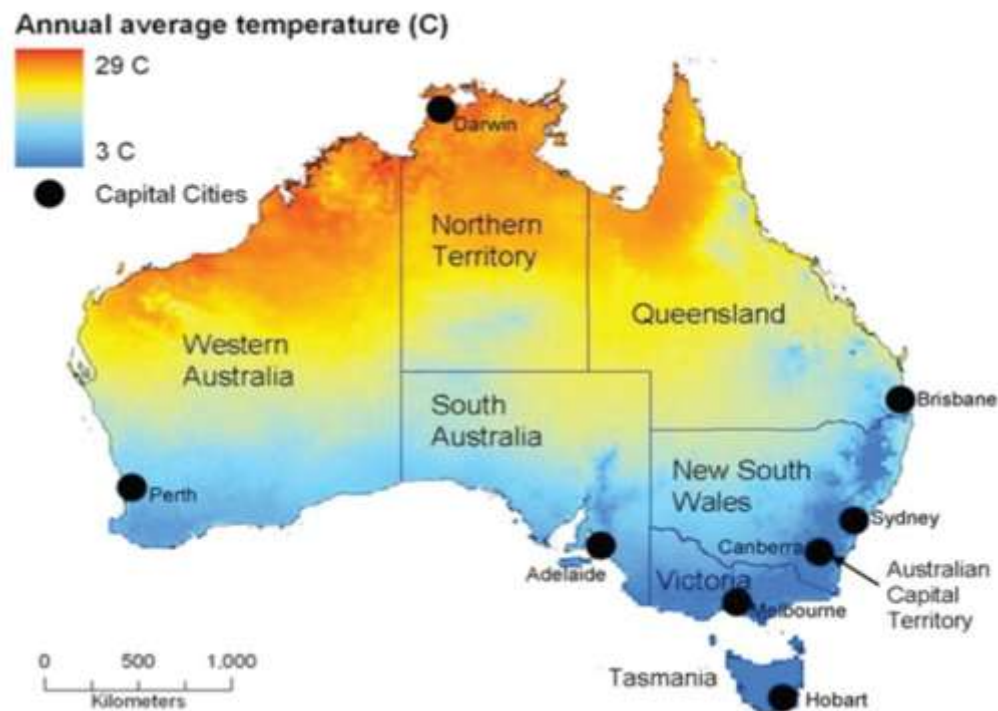 Annual average temperature (C)
29 C
3 C
Capital Cities
Darwin
Northern
Territory
Queensland
Western
Australia
South
Australia
Brisbane
New South
Wales
Perth
Sydney
Canberra
Adelaide
Victoria
Australian
Capital
Territory
Melbourne
0 500 1.000
Kilometers
Tasmania
Hobart